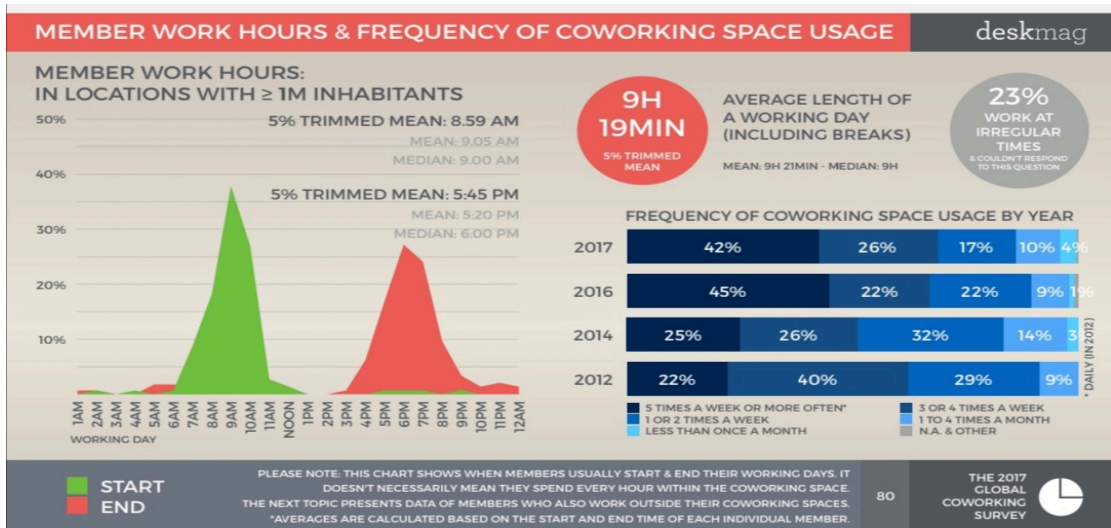 MEMBER WORK HOURS & FREQUENCY OF COWORKING SPACE USAGE
deskmag
MEMBER WORK HOURS:
IN LOCATIONS WITH ≥ 1M INHABITANTS
50%
40%
30%
20%
10%
5% TRIMMED MEAN: 8.59 AM
MEAN: 9.05 AM
MEDIAN: 9.00 AM
5% TRIMMED MEAN: 5:45 PM
MEAN: 5:20 PM
MEDIAN: 6:00 PM
1AM
2AM
3AM
4AM
5AM
6AM
7AM
8AM
9AM
10AM
11AM
NOON
1PM
2PM
3PM
4PM
5PM
6PM
7PM
8PM
9PM
10PM
11PM
12AM
WORKING DAY
9H
19MIN
5% TRIMMED
MEAN
AVERAGE LENGTH OF
A WORKING DAY
(INCLUDING BREAKS)
MEAN: 9H 21MIN - MEDIAN: 9H
23%
WORK AT
IRREGULAR
TIMES
& COULDN'T RESPOND
TO THIS QUESTION
FREQUENCY OF COWORKING SPACE USAGE BY YEAR
2017 42% 26% 17% 10% 4%
2016 45% 22% 22% 9% 1%
2014 25% 26% 32% 14% 3
2012 22% 40% 29% 9%
* DAILY (IN 2012)
5 TIMES A WEEK OR MORE OFTEN* 3 OR 4 TIMES A WEEK
1 OR 2 TIMES A WEEK 1 TO 4 TIMES A MONTH
LESS THAN ONCE A MONTH N.A. & OTHER
START
END
PLEASE NOTE: THIS CHART SHOWS WHEN MEMBERS USUALLY START & END THEIR WORKING DAYS. IT
DOESN'T NECESSARILY MEAN THEY SPEND EVERY HOUR WITHIN THE COWORKING SPACE.
THE NEXT TOPIC PRESENTS DATA OF MEMBERS WHO ALSO WORK OUTSIDE THEIR COWORKING SPACES.
*AVERAGES ARE CALCULATED BASED ON THE START AND END TIME OF EACH INDIVIDUAL MEMBER.
80
THE 2017
GLOBAL
COWORKING
SURVEY